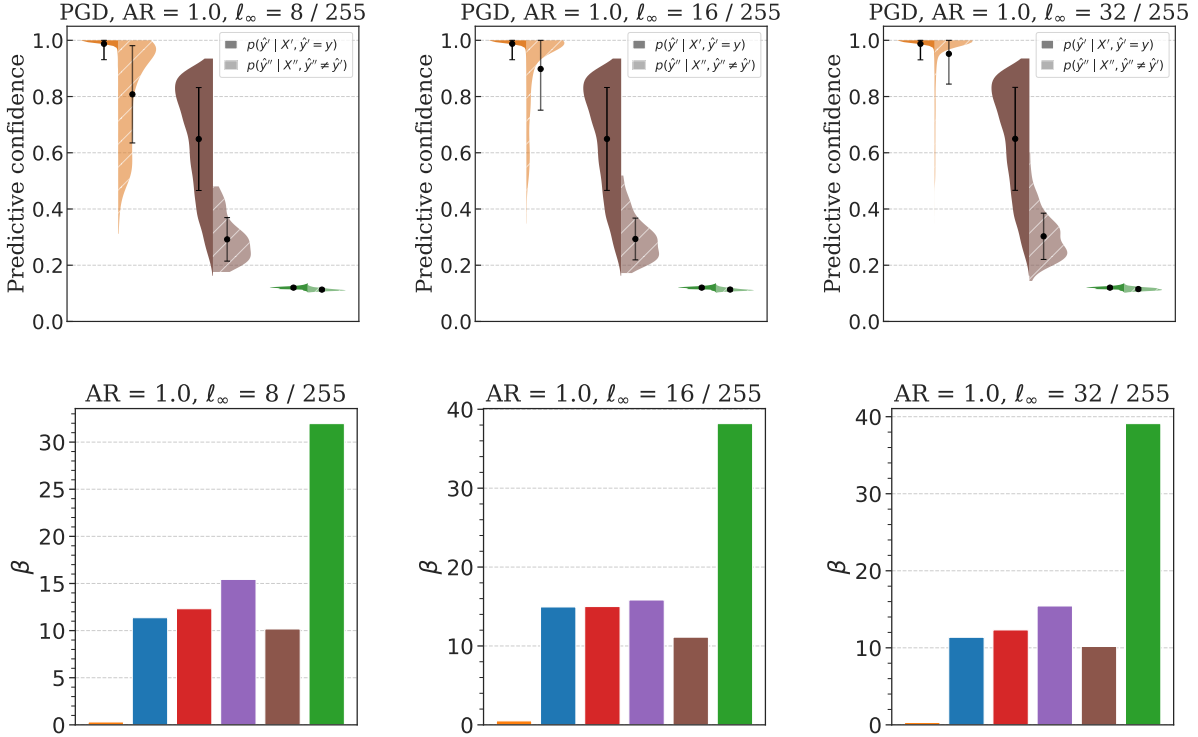 PGD, AR = 1.0, ℓ∞ = 8 / 255
Predictive confidence
1.0
0.8
0.6
0.4
0.2
0.0
p(ŷ′ | X′, ŷ′ = y)
p(ŷ″ | X″, ŷ″ ≠ ŷ′)
PGD, AR = 1.0, ℓ∞ = 16 / 255
Predictive confidence
1.0
0.8
0.6
0.4
0.2
0.0
p(ŷ′ | X′, ŷ′ = y)
p(ŷ″ | X″, ŷ″ ≠ ŷ′)
PGD, AR = 1.0, ℓ∞ = 32 / 255
Predictive confidence
1.0
0.8
0.6
0.4
0.2
0.0
p(ŷ′ | X′, ŷ′ = y)
p(ŷ″ | X″, ŷ″ ≠ ŷ′)
AR = 1.0, ℓ∞ = 8 / 255
β
30
25
20
15
10
5
0
AR = 1.0, ℓ∞ = 16 / 255
β
40
30
20
10
0
AR = 1.0, ℓ∞ = 32 / 255
β
40
30
20
10
0